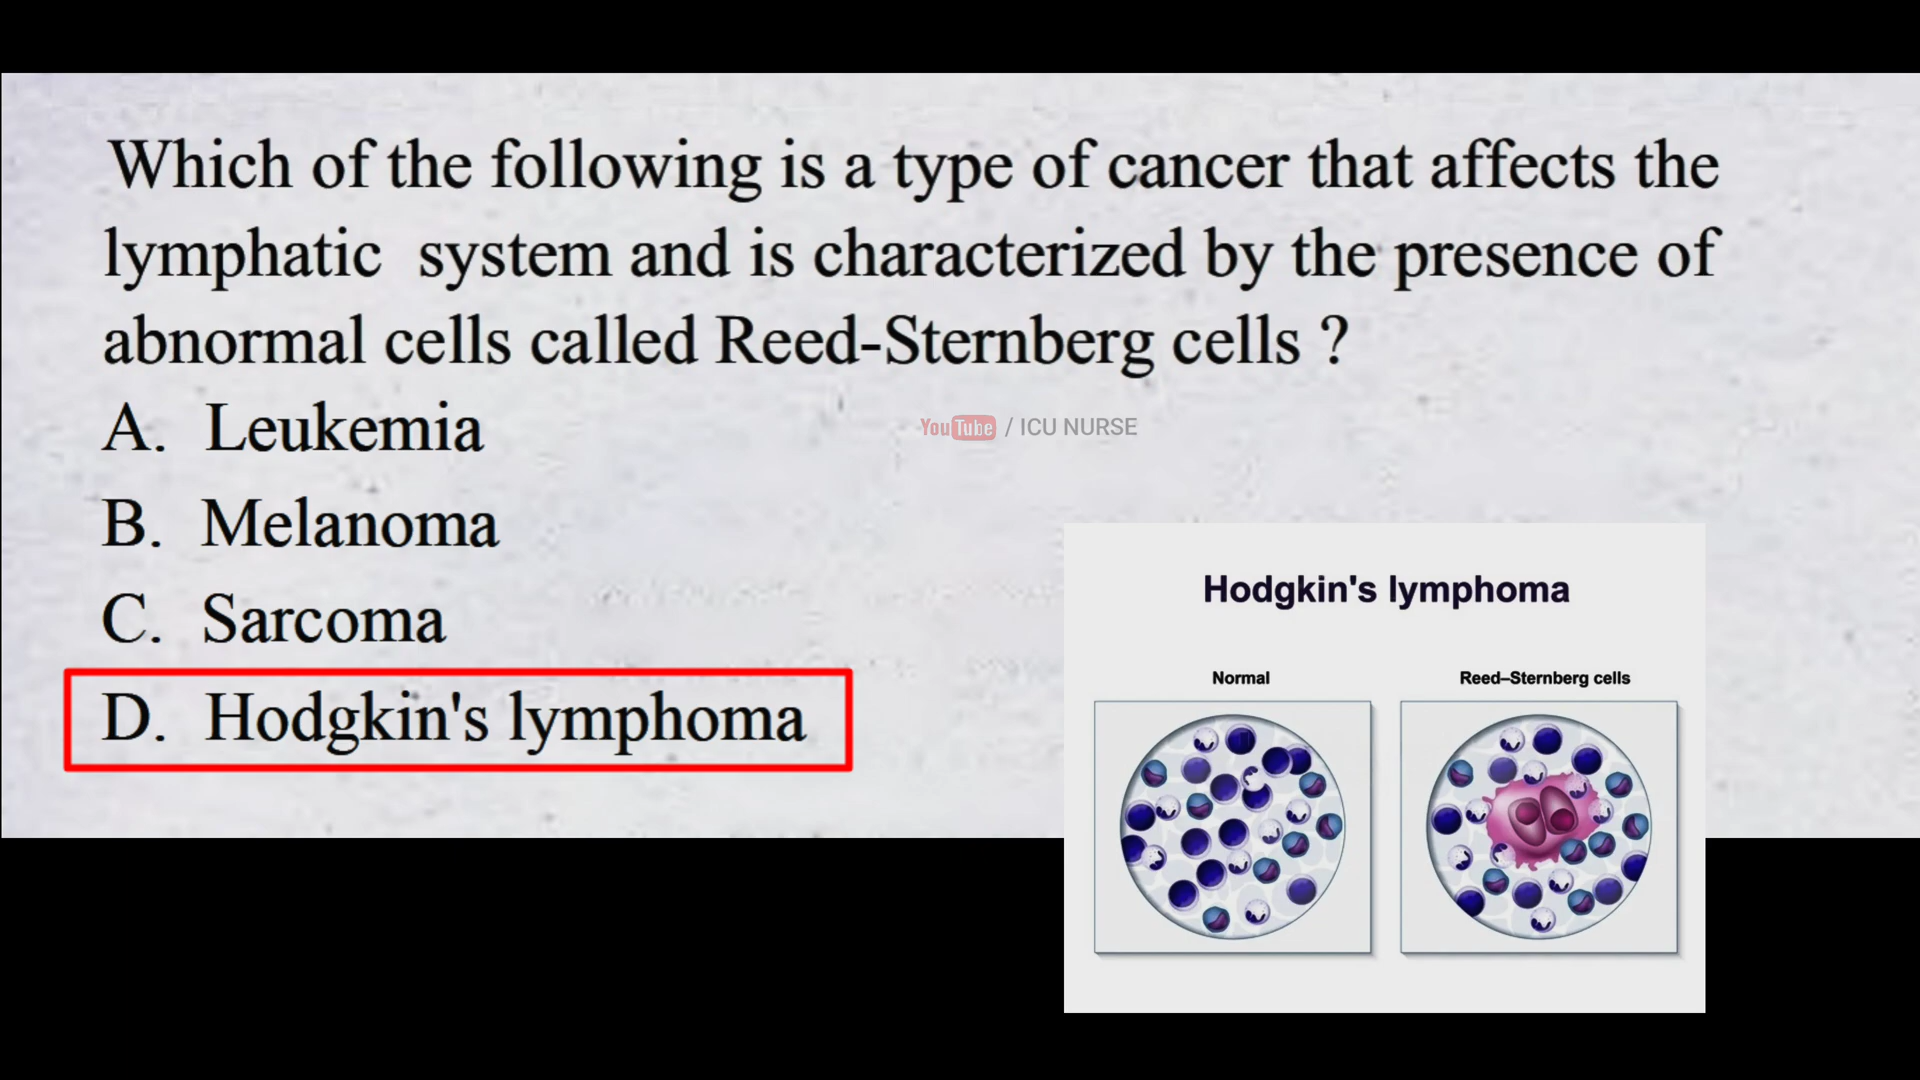 Which of the following is a type of cancer that affects the
lymphatic system and is characterized by the presence of
abnormal cells called Reed-Sternberg cells ?
A. Leukemia
YouTube / ICU NURSE
B. Melanoma
C. Sarcoma
D. Hodgkin's lymphoma
Hodgkin's lymphoma
Normal
Reed–Sternberg cells